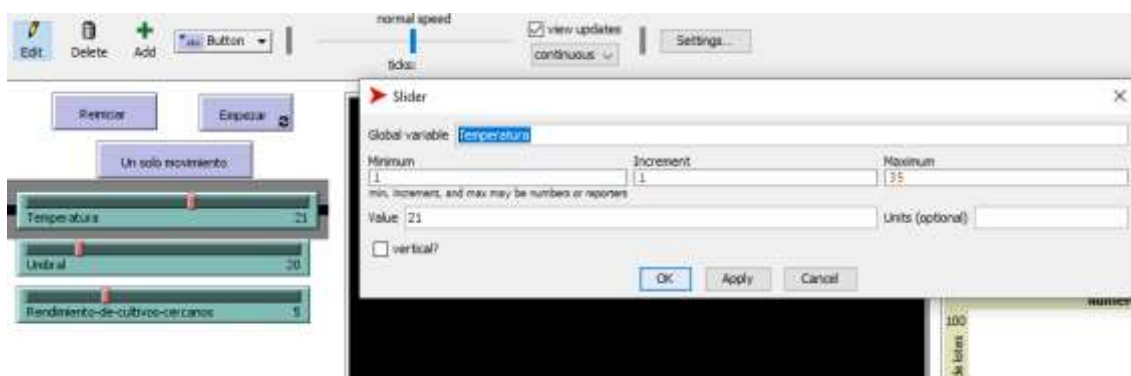 normal speed
view updates
Edit Delete Add Button Settings...
continuous
ticks:
Slider
Reiniciar Empezar
Global variable Temperatura
Un solo movimiento
Minimum Increment Maximum
1 1 35
min, increment, and max may be numbers or reporters
Temperatura 21
Value 21 Units (optional)
vertical?
Umbral 20
OK Apply Cancel
Rendimiento-de-cultivos-cercanos 5
100
de lotes